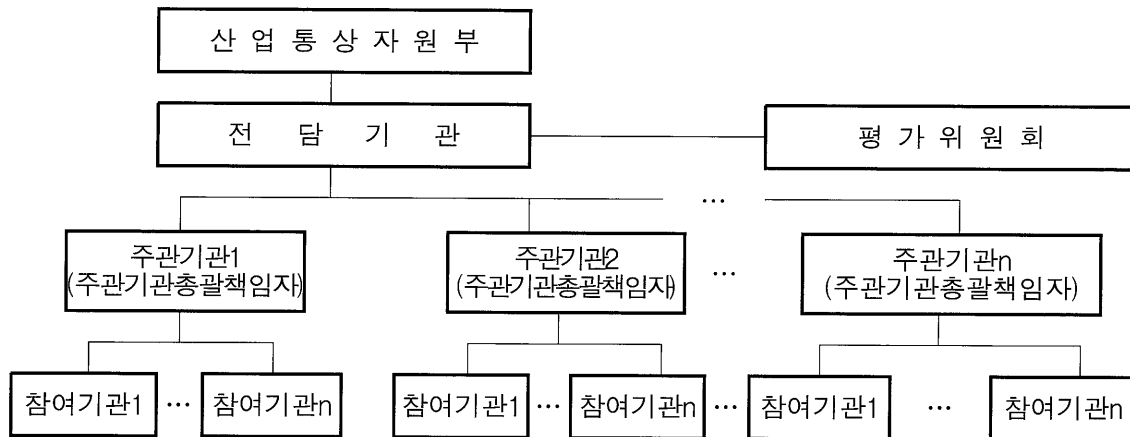 산 업 통 상 자 원 부
전 담 기 관
평 가 위 원 회
...
주관기관1
(주관기관총괄책임자)
주관기관2
(주관기관총괄책임자)
...
주관기관n
(주관기관총괄책임자)
참여기관1 ... 참여기관n
참여기관1 ... 참여기관n ... 참여기관1 ... 참여기관n